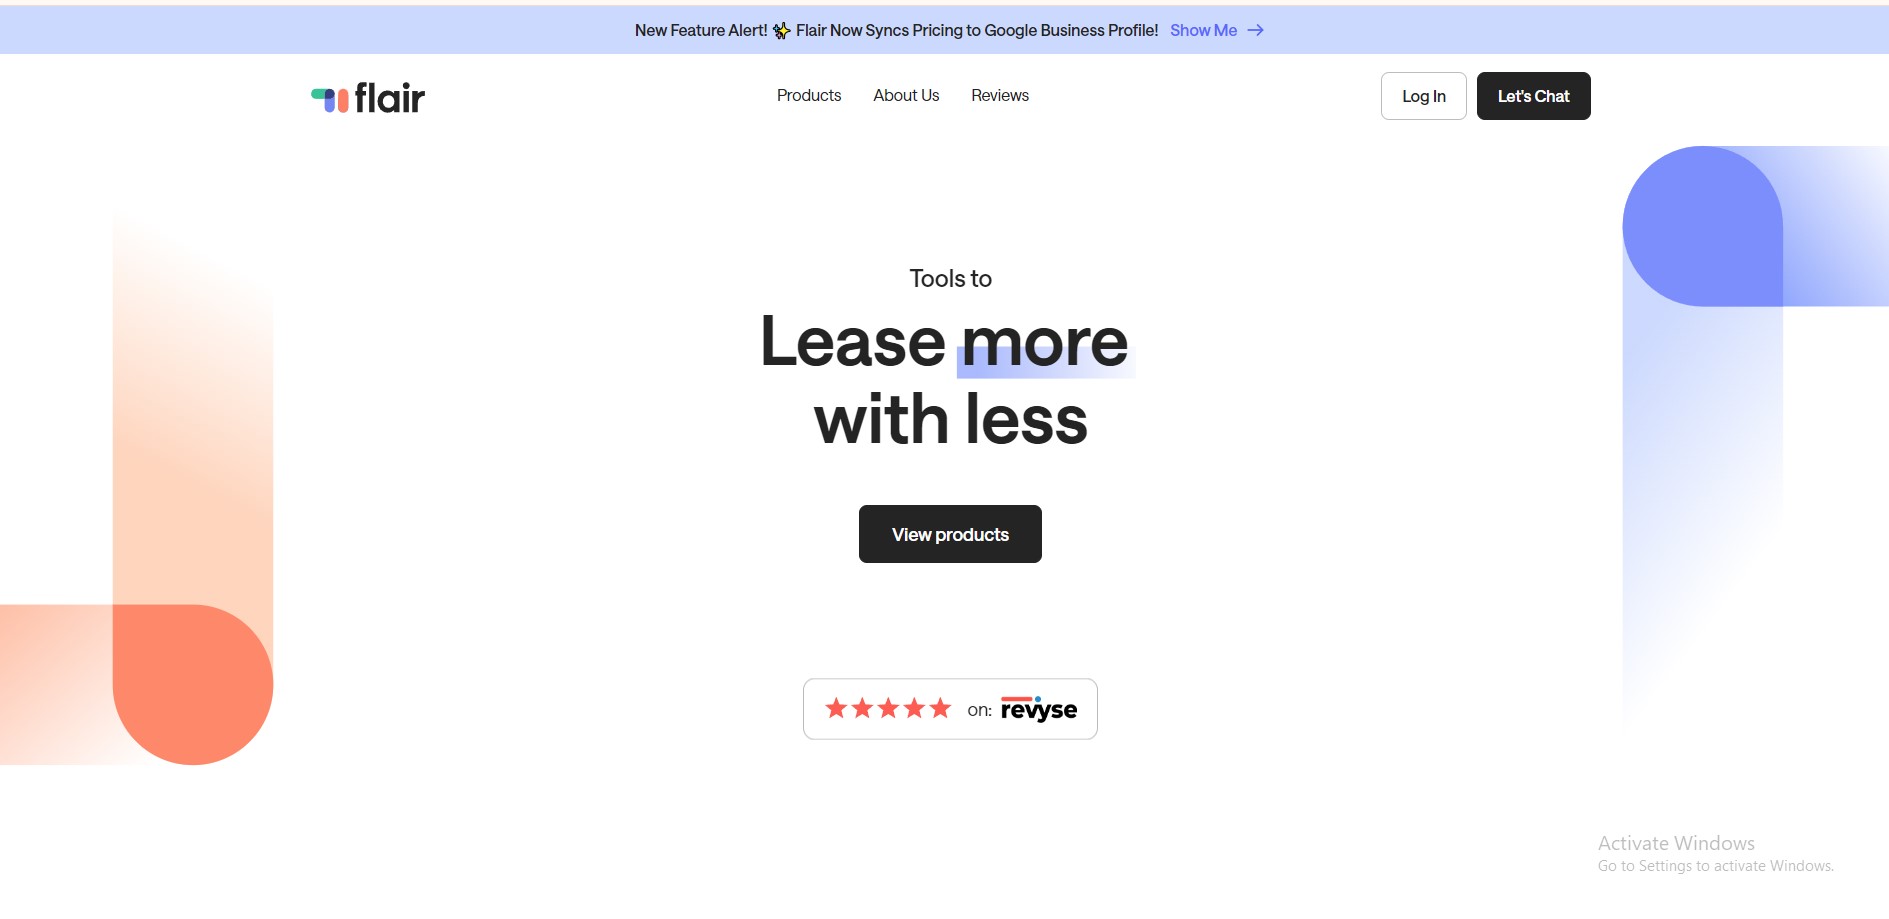 New Feature Alert! ✨ Flair Now Syncs Pricing to Google Business Profile! Show Me →
flair
Products
About Us
Reviews
Log In
Let's Chat
Tools to
Lease more
with less
View products
★★★★★ on: revyse
Activate Windows
Go to Settings to activate Windows.